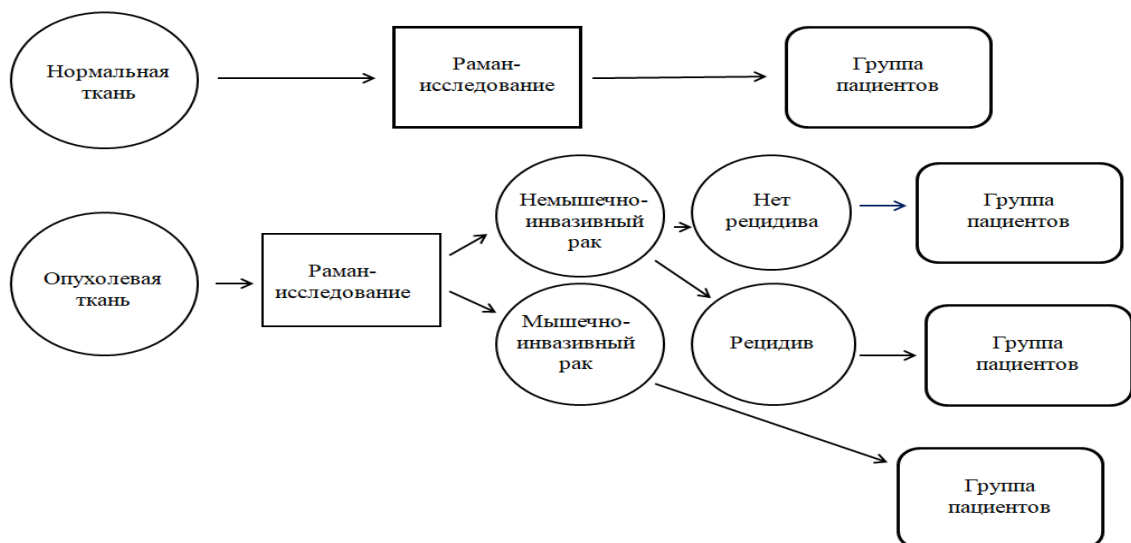 Нормальная
ткань
Раман-
исследование
Группа
пациентов
Опухолевая
ткань
Раман-
исследование
Немышечно-
инвазивный
рак
Нет
рецидива
Группа
пациентов
Мышечно-
инвазивный
рак
Рецидив
Группа
пациентов
Группа
пациентов